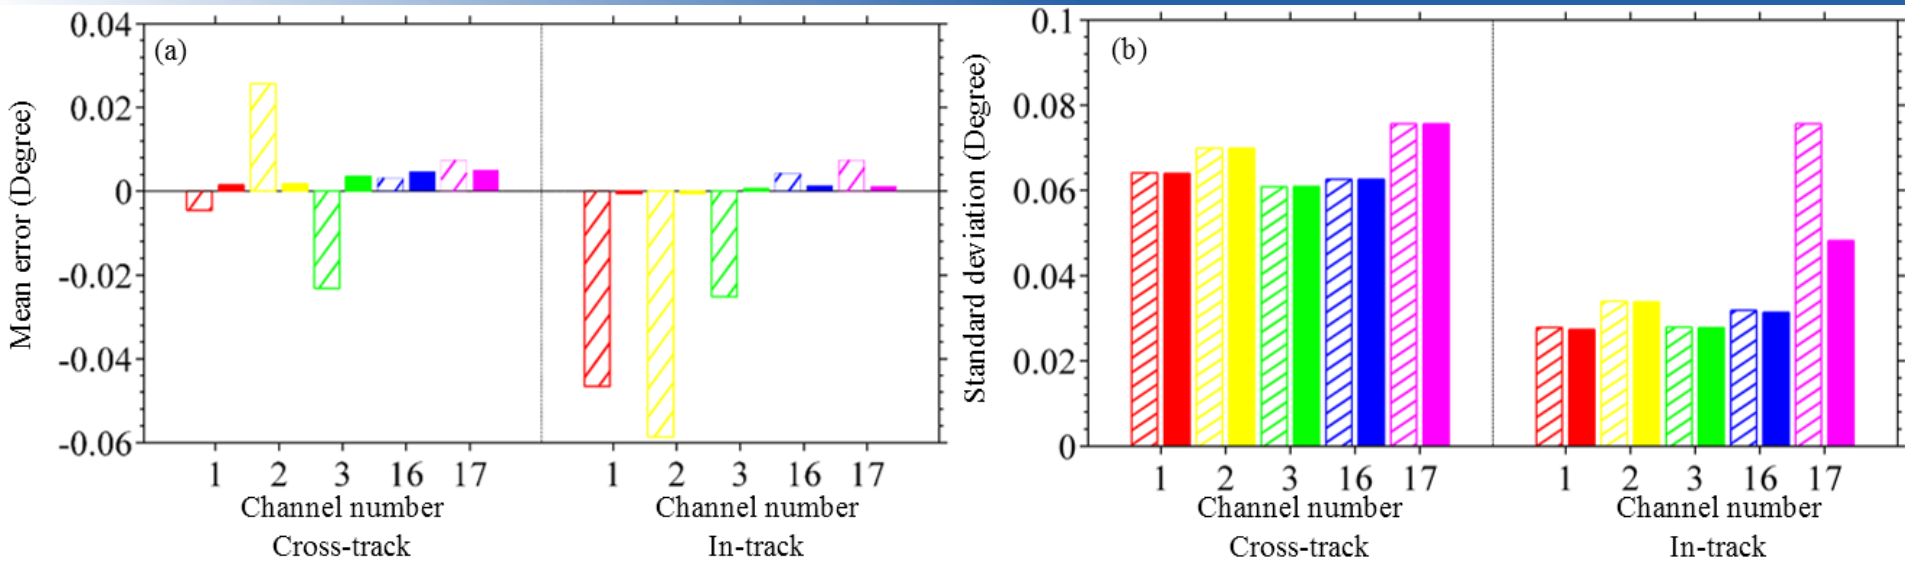 (a)
Mean error (Degree)
0.04
0.02
0
-0.02
-0.04
-0.06
1 2 3 16 17 1 2 3 16 17
Channel number Channel number
Cross-track In-track
(b)
Standard deviation (Degree)
0.1
0.08
0.06
0.04
0.02
0
1 2 3 16 17 1 2 3 16 17
Channel number Channel number
Cross-track In-track